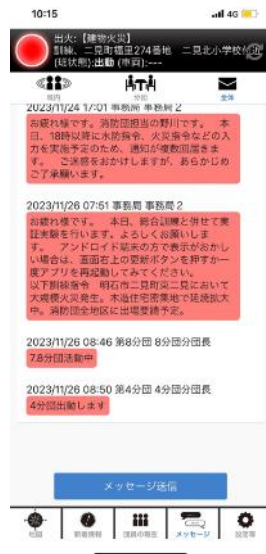 10:15
4G
出火:【建物火災】
訓練、二見町福里274番地 二見北小学校付近
(班状態):出動 (車両):---
分団
全体
2023/11/24 17:01 事務局 事務局2
お疲れ様です。消防団担当の野川です。 本
日、18時以降に水防指令、火災指令などの入
力を実施予定のため、通知が複数回届きま
す。 ご迷惑をおかけしますが、あらかじめ
ご了承願います。
2023/11/26 07:51 事務局 事務局2
お疲れ様です。 本日、総合訓練と併せて実
証実験を行います。よろしくお願いしま
す。 アンドロイド端末の方で表示がおかし
い場合は、画面右上の更新ボタンを押すか一
度アプリを再起動してみてください。
以下訓練指令 明石市二見町東二見において
大規模火災発生。木造住宅密集地で延焼拡大
中。消防団全地区に出場要請予定。
2023/11/26 08:46 第8分団 8分団分団長
7.8分団活動中
2023/11/26 08:50 第4分団 4分団分団長
4分団出動します
メッセージ送信
地図
新着情報
団員の報告
メッセージ
設定等